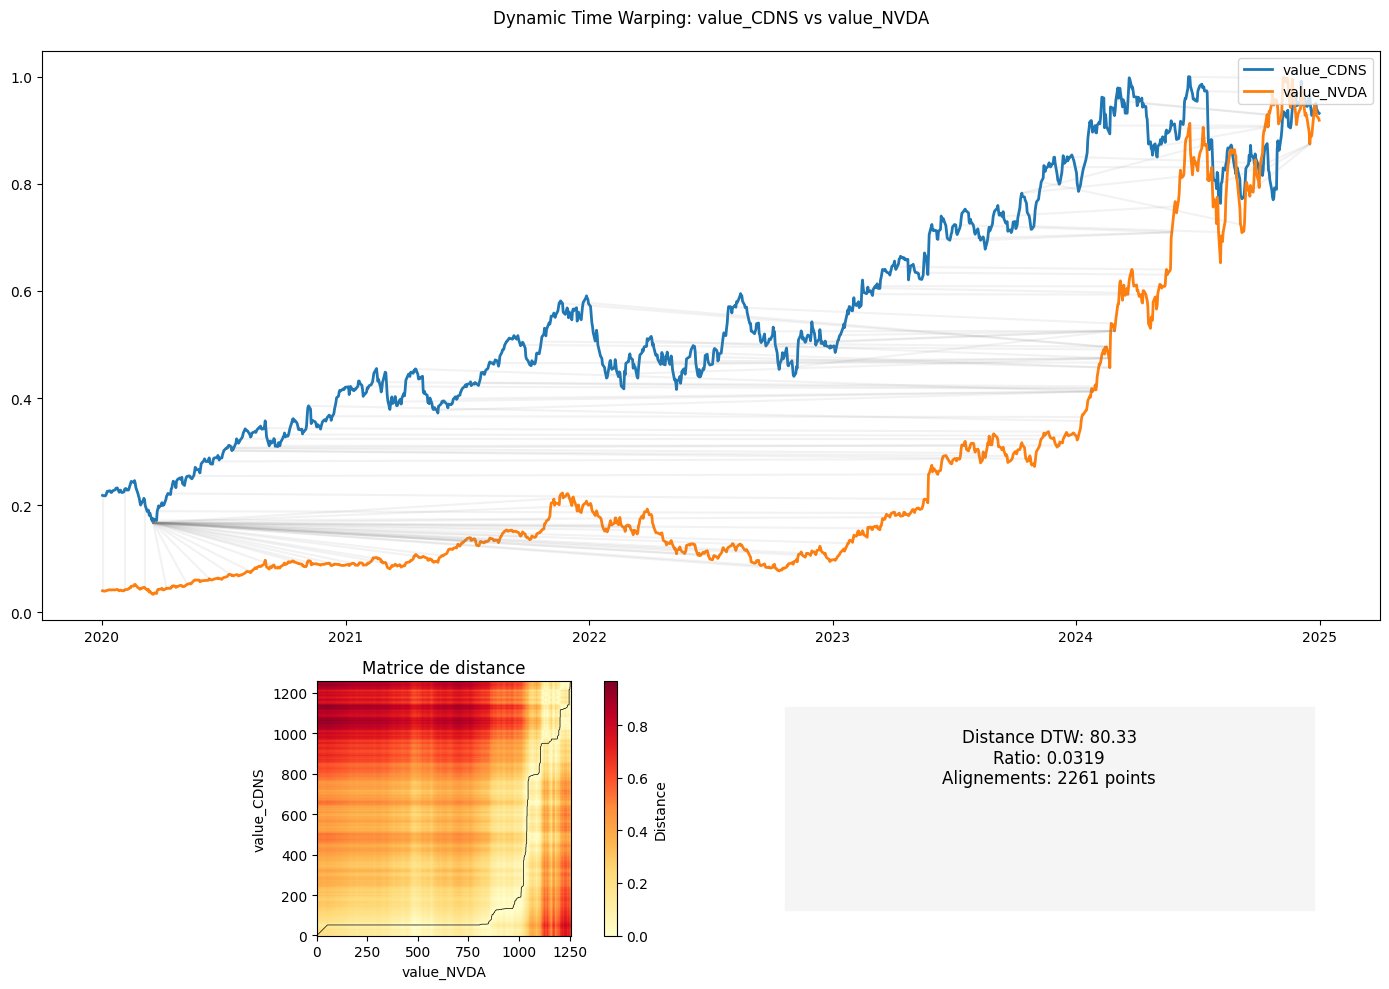 Dynamic Time Warping: value_CDNS vs value_NVDA
1.0
0.8
0.6
0.4
0.2
0.0
value_CDNS
value_NVDA
2020 2021 2022 2023 2024 2025
Matrice de distance
value_CDNS
1200
1000
800
600
400
200
0
0 250 500 750 1000 1250
value_NVDA
0.8
0.6
0.4
0.2
0.0
Distance
Distance DTW: 80.33
Ratio: 0.0319
Alignements: 2261 points